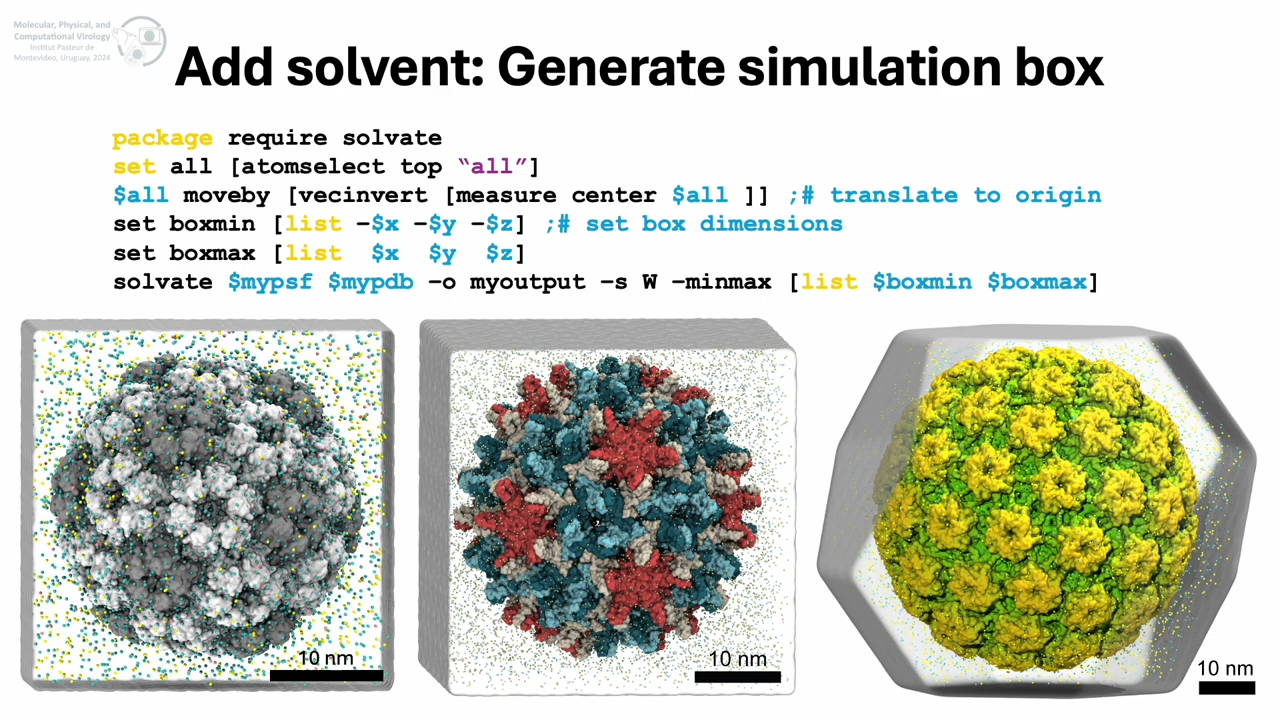 Molecular, Physical, and
Computational Virology
Institut Pasteur de
Montevideo, Uruguay, 2024
Add solvent: Generate simulation box
package require solvate
set all [atomselect top “all”]
$all moveby [vecinvert [measure center $all ]] ;# translate to origin
set boxmin [list –$x –$y –$z] ;# set box dimensions
set boxmax [list $x $y $z]
solvate $mypsf $mypdb –o myoutput –s W –minmax [list $boxmin $boxmax]
10 nm
10 nm
10 nm